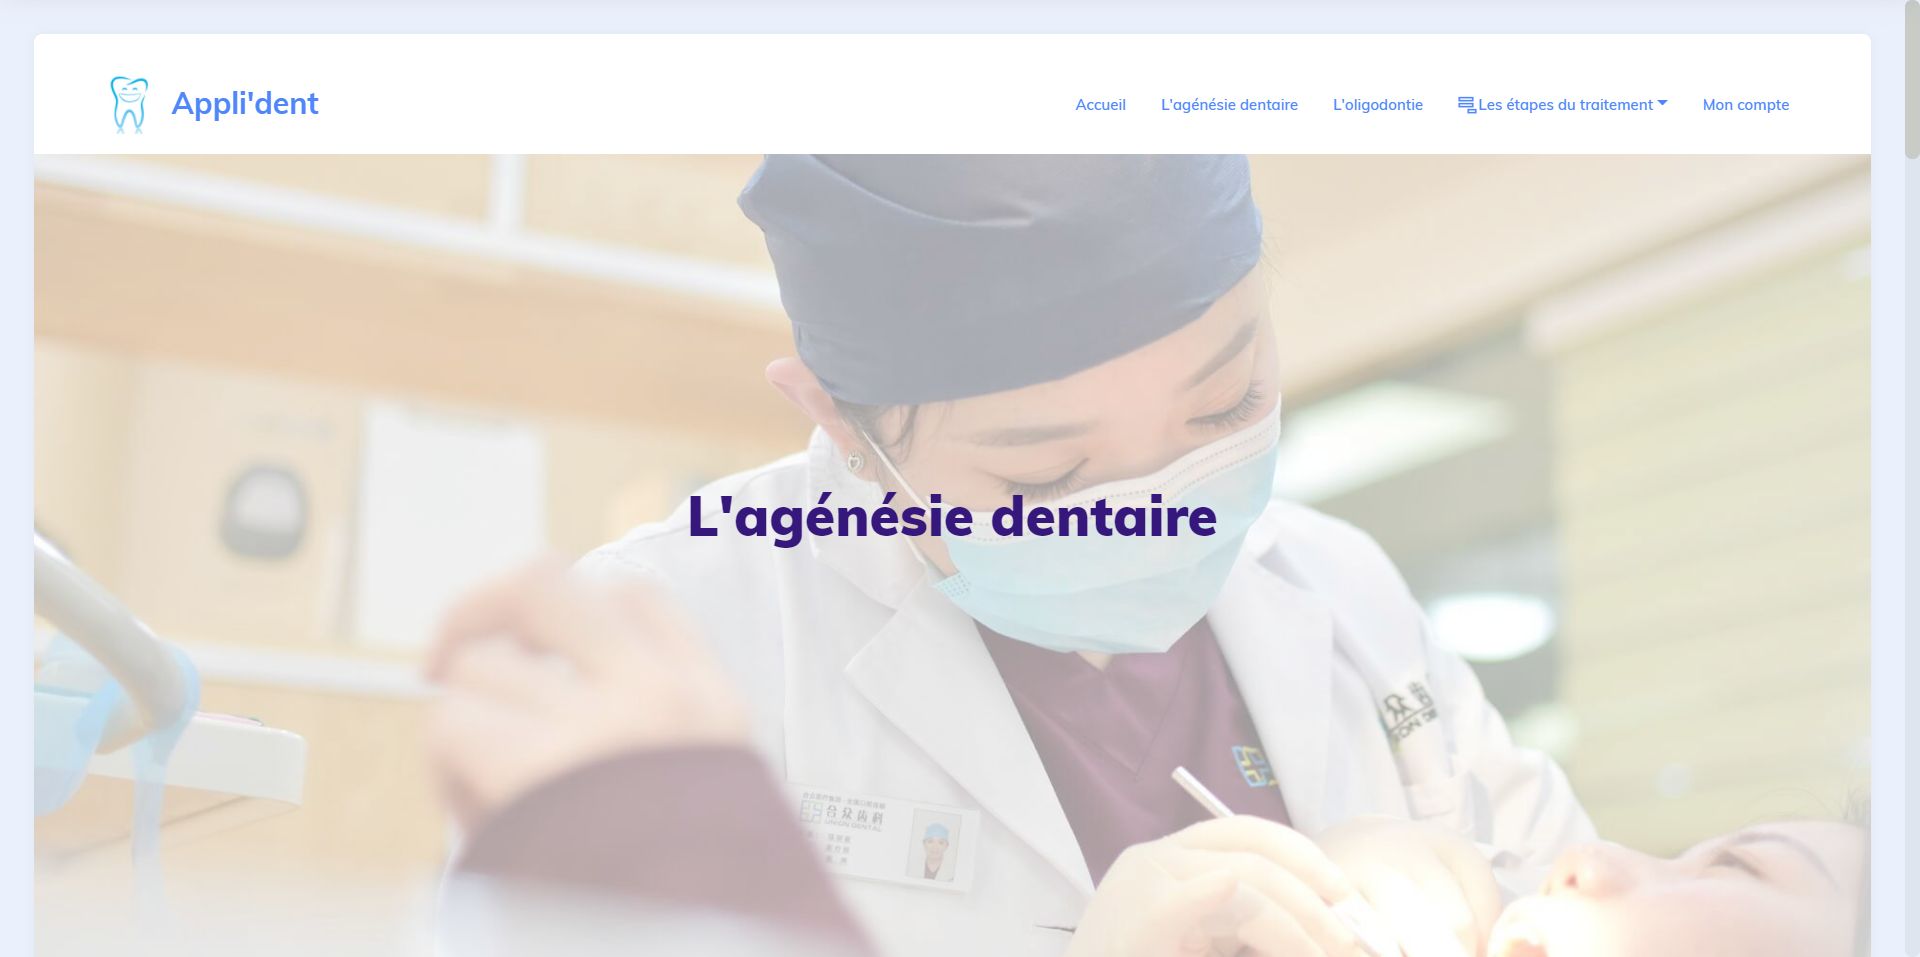 Appli'dent
Accueil
L'agénésie dentaire
L'oligodontie
Les étapes du traitement
Mon compte
L'agénésie dentaire
合众齿科
UNION DENTAL